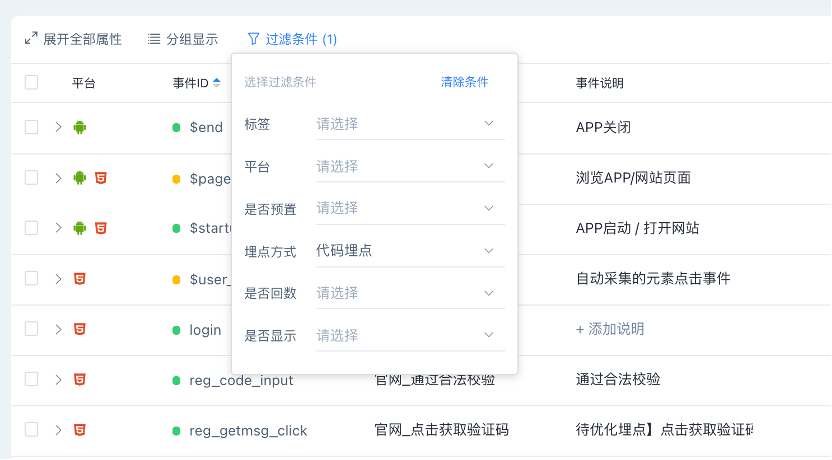 展开全部属性 分组显示 过滤条件 (1)
平台 事件ID 事件说明
选择过滤条件 清除条件
标签 请选择
平台 请选择
是否预置 请选择
埋点方式 代码埋点
是否回数 请选择
是否显示 请选择
$end APP关闭
$page 浏览APP/网站页面
$start APP启动 / 打开网站
$user_ 自动采集的元素点击事件
login + 添加说明
reg_code_input 官网_通过合法校验 通过合法校验
reg_getmsg_click 官网_点击获取验证码 待优化埋点】点击获取验证码